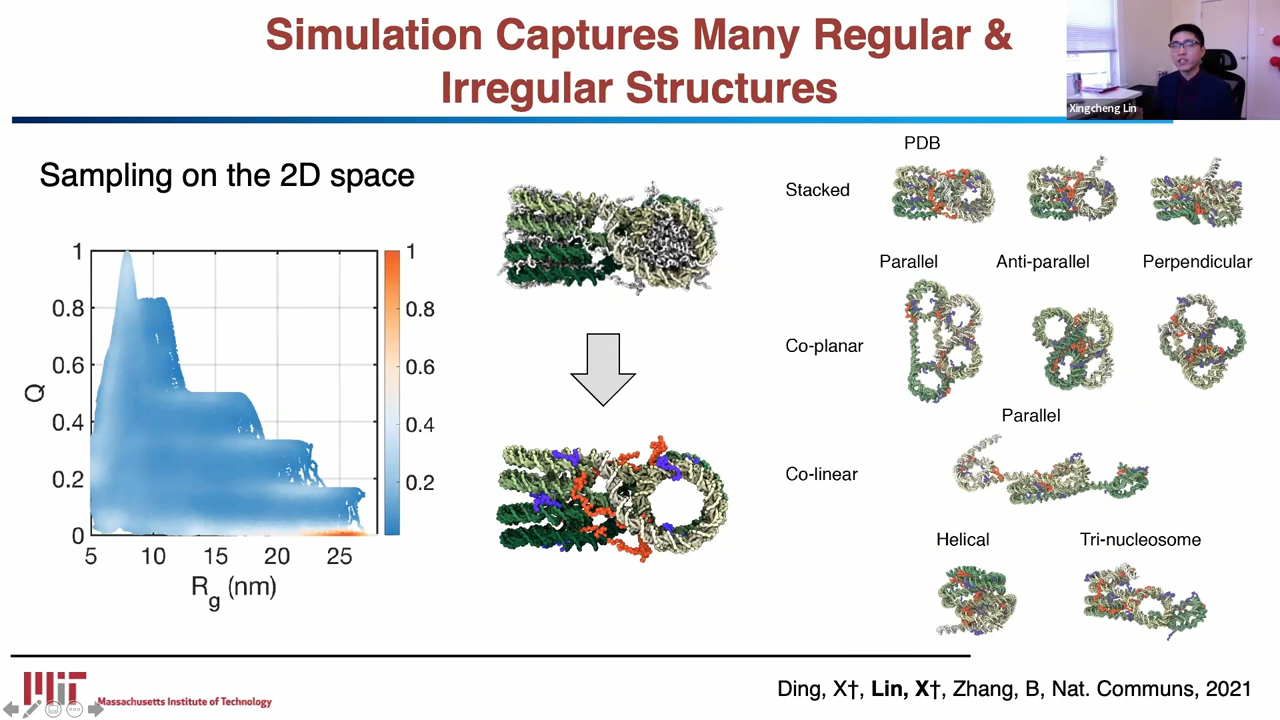 Simulation Captures Many Regular &
Irregular Structures
Xingcheng Lin
Sampling on the 2D space
1
0.8
0.6
0.4
0.2
0
Q
5 10 15 20 25
Rg (nm)
1
0.8
0.6
0.4
0.2
PDB
Stacked
Parallel Anti-parallel Perpendicular
Co-planar
Parallel
Co-linear
Helical Tri-nucleosome
MIT Massachusetts Institute of Technology
Ding, X†, Lin, X†, Zhang, B, Nat. Communs, 2021